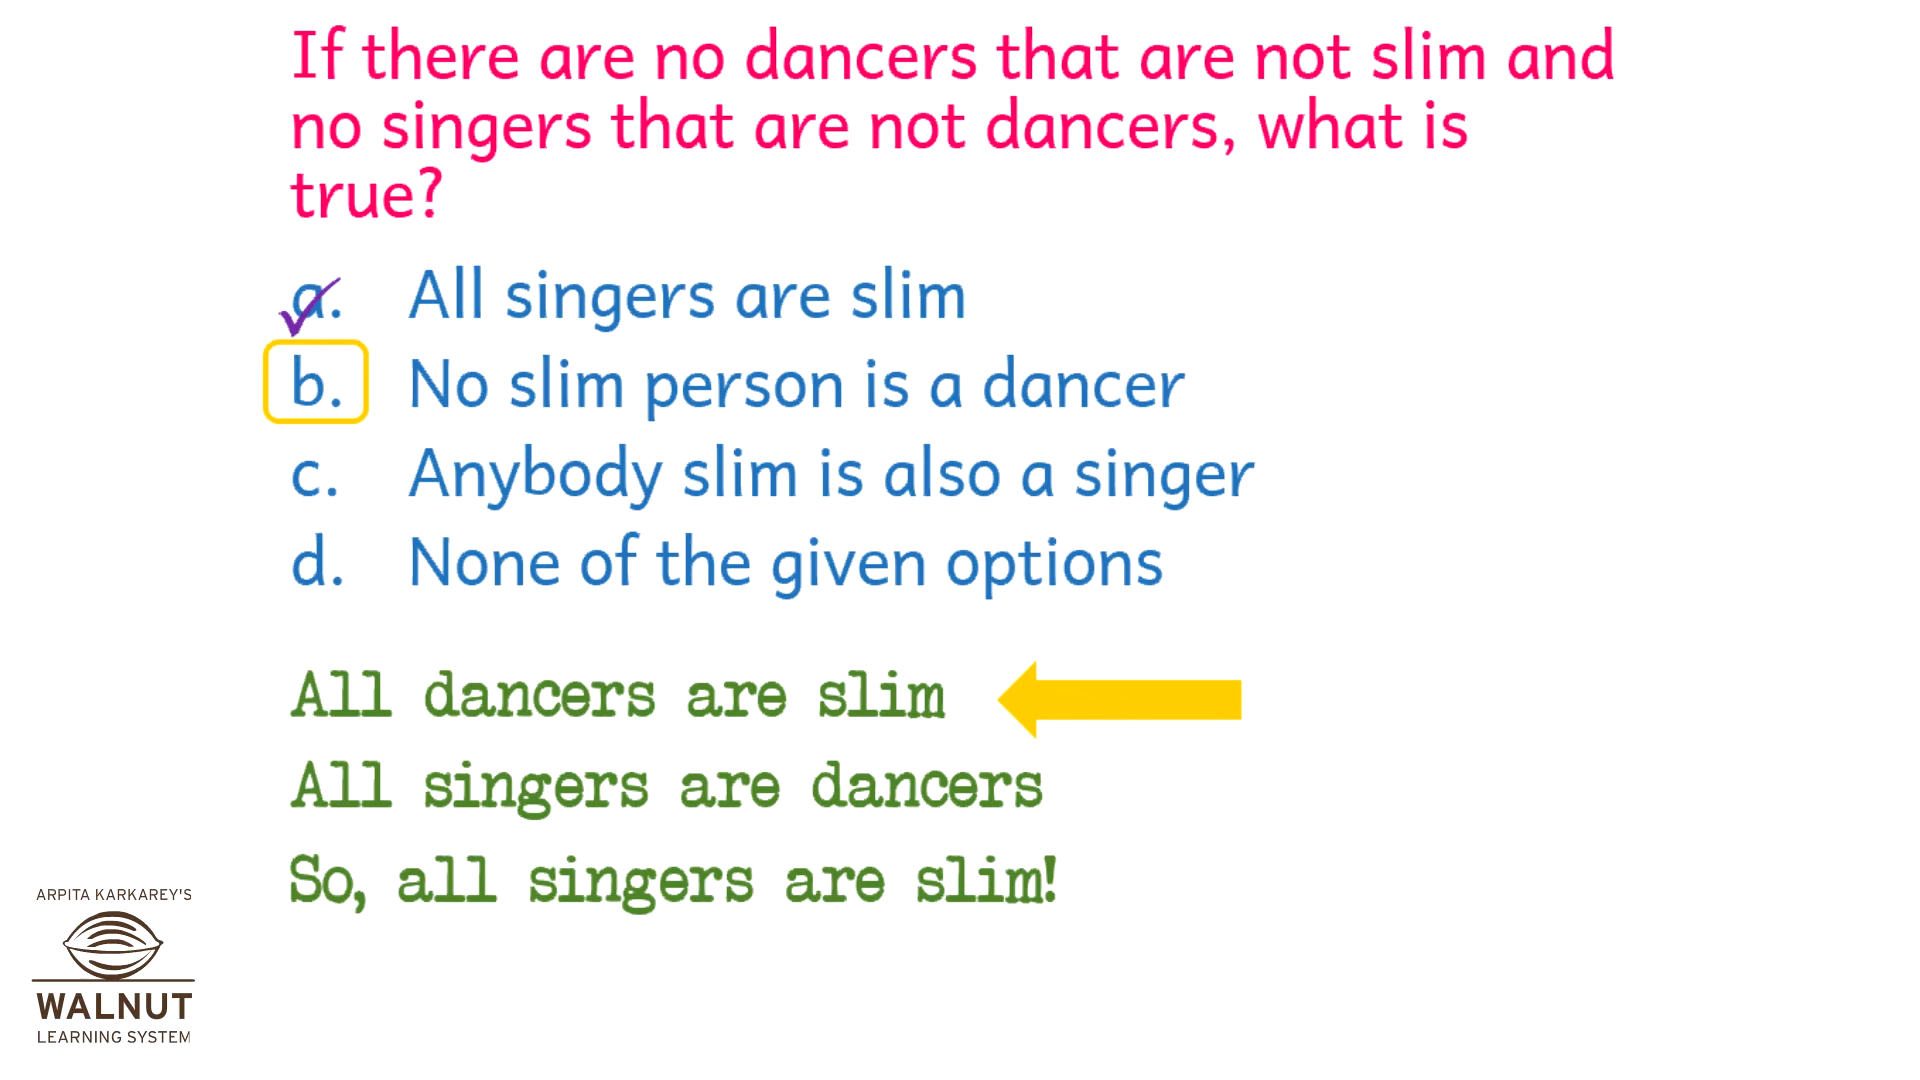 If there are no dancers that are not slim and
no singers that are not dancers, what is
true?
a. All singers are slim
b. No slim person is a dancer
c. Anybody slim is also a singer
d. None of the given options
All dancers are slim
All singers are dancers
So, all singers are slim!
ARPITA KARKAREY'S
WALNUT
LEARNING SYSTEM